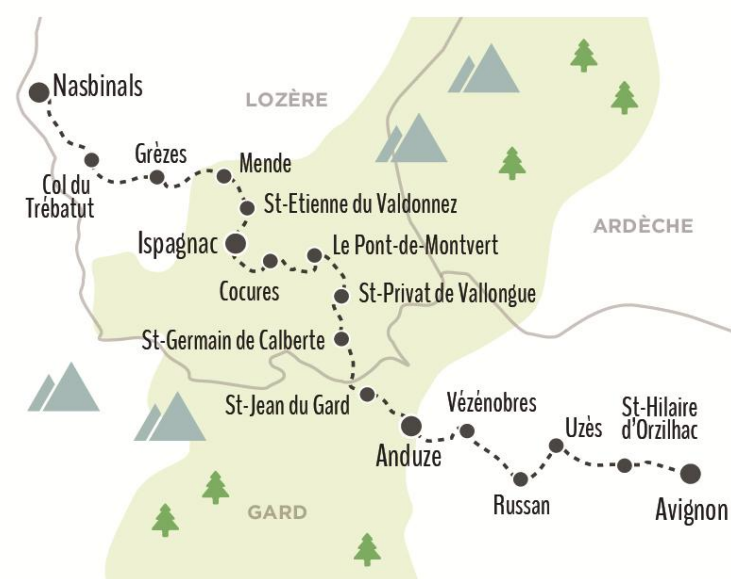 Nasbinals
LOZÈRE
Grèzes
Mende
Col du
Trébatut
St-Etienne du Valdonnez
ARDÈCHE
Ispagnac
Le Pont-de-Montvert
Cocures
St-Privat de Vallongue
St-Germain de Calberte
St-Jean du Gard
Vézénobres
St-Hilaire
d'Orzilhac
Uzès
Anduze
Russan
Avignon
GARD